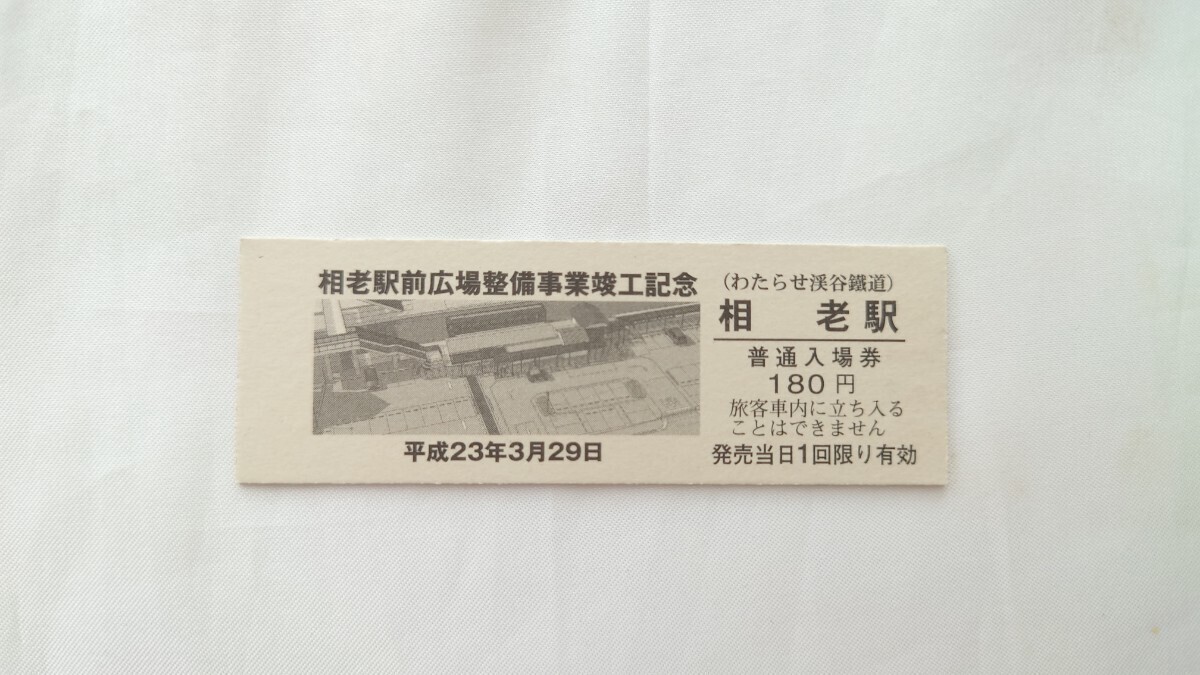 相老駅前広場整備事業竣工記念
平成23年3月29日
(わたらせ渓谷鐵道)
相 老駅
普通入場券
180円
旅客車内に立ち入る
ことはできません
発売当日1回限り有効